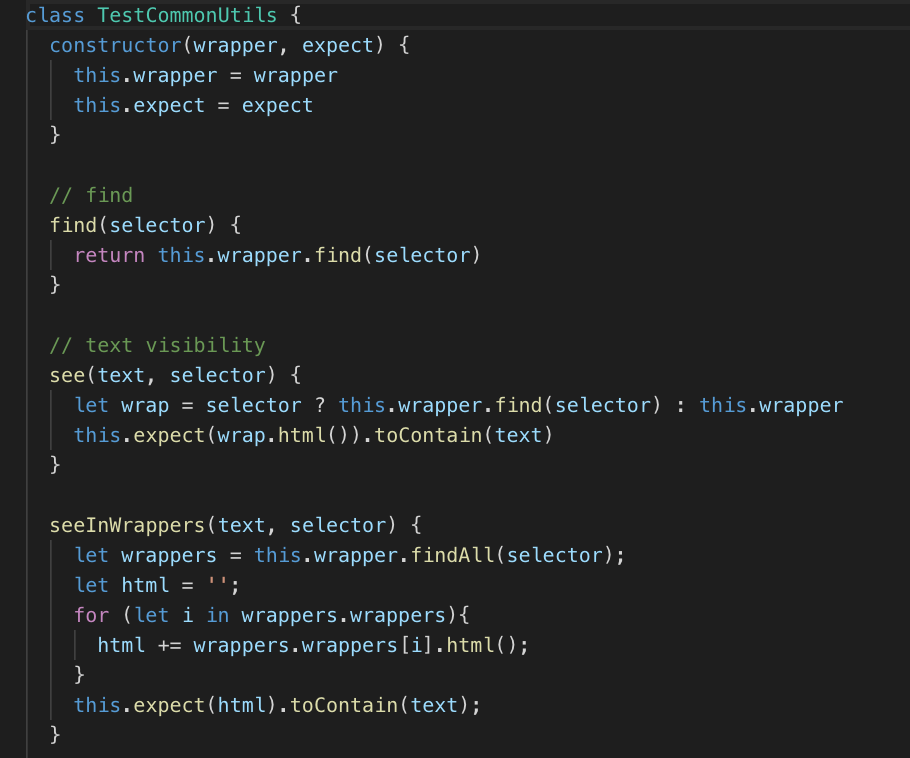 class TestCommonUtils {
  constructor(wrapper, expect) {
    this.wrapper = wrapper
    this.expect = expect
  }

  // find
  find(selector) {
    return this.wrapper.find(selector)
  }

  // text visibility
  see(text, selector) {
    let wrap = selector ? this.wrapper.find(selector) : this.wrapper
    this.expect(wrap.html()).toContain(text)
  }

  seeInWrappers(text, selector) {
    let wrappers = this.wrapper.findAll(selector);
    let html = '';
    for (let i in wrappers.wrappers){
      html += wrappers.wrappers[i].html();
    }
    this.expect(html).toContain(text);
  }